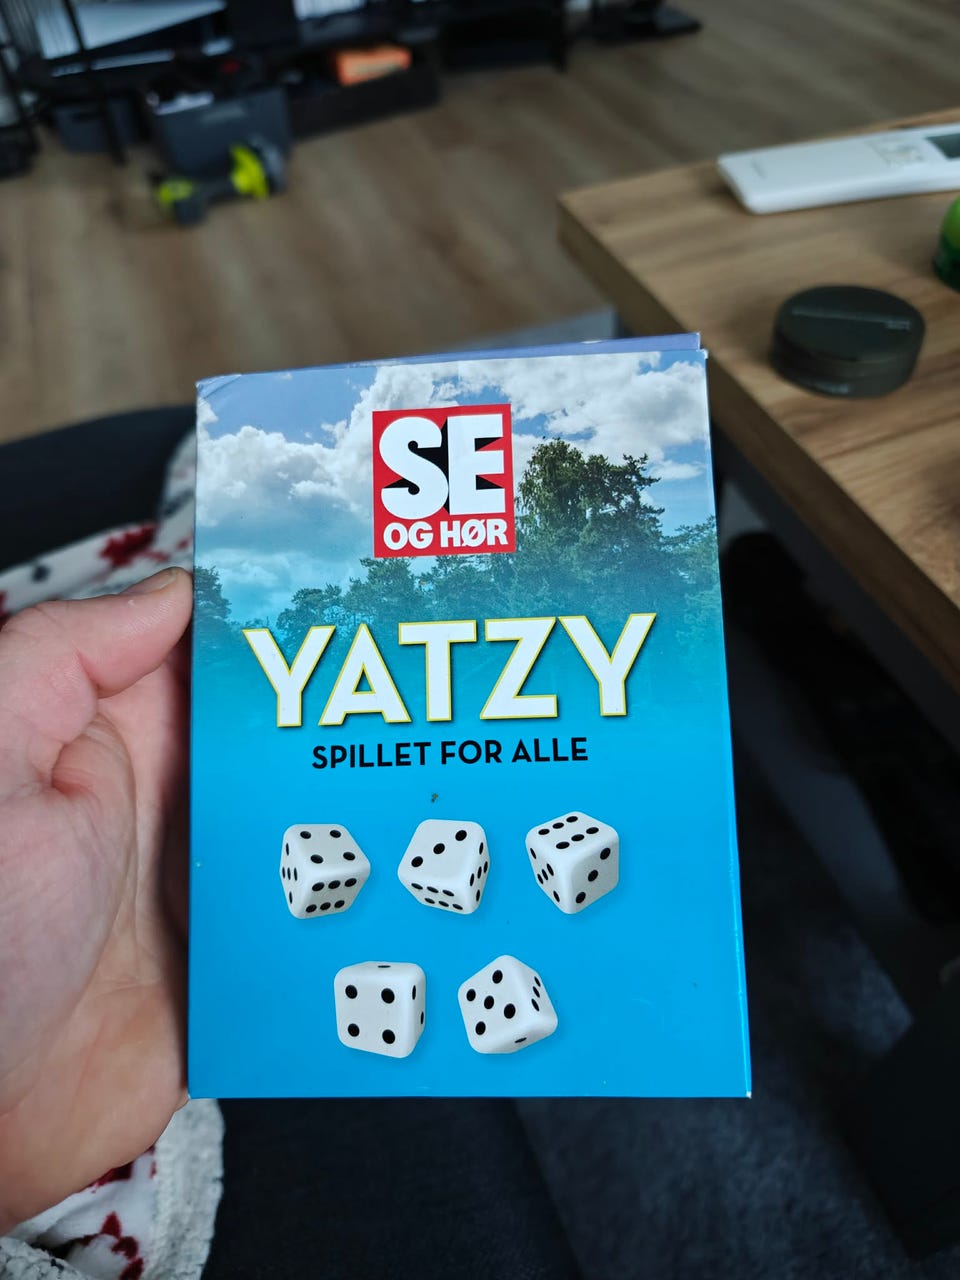 SE
OG HØR
YATZY
SPILLET FOR ALLE